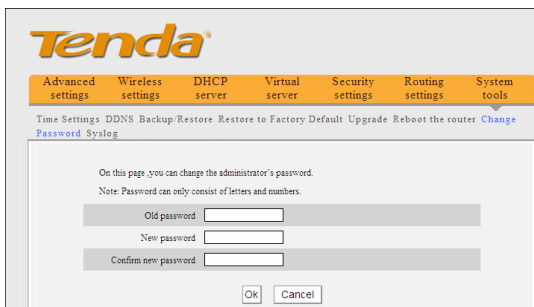 Tenda®
Advanced settings Wireless settings DHCP server Virtual server Security settings Routing settings System tools
Time Settings DDNS Backup/Restore Restore to Factory Default Upgrade Reboot the router Change
Password Syslog
On this page ,you can change the administrator's password.
Note: Password can only consist of letters and numbers.
Old password
New password
Confirm new password
Ok Cancel